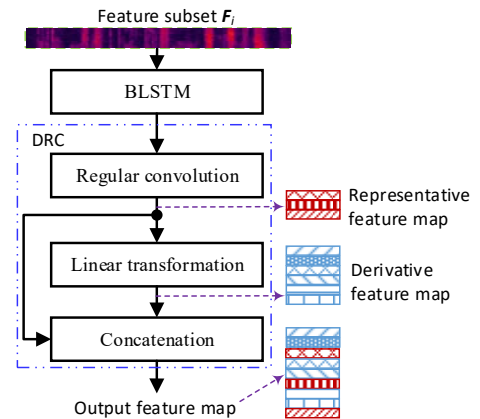 Feature subset Fi
BLSTM
DRC
Regular convolution
Representative
feature map
Linear transformation
Derivative
feature map
Concatenation
Output feature map